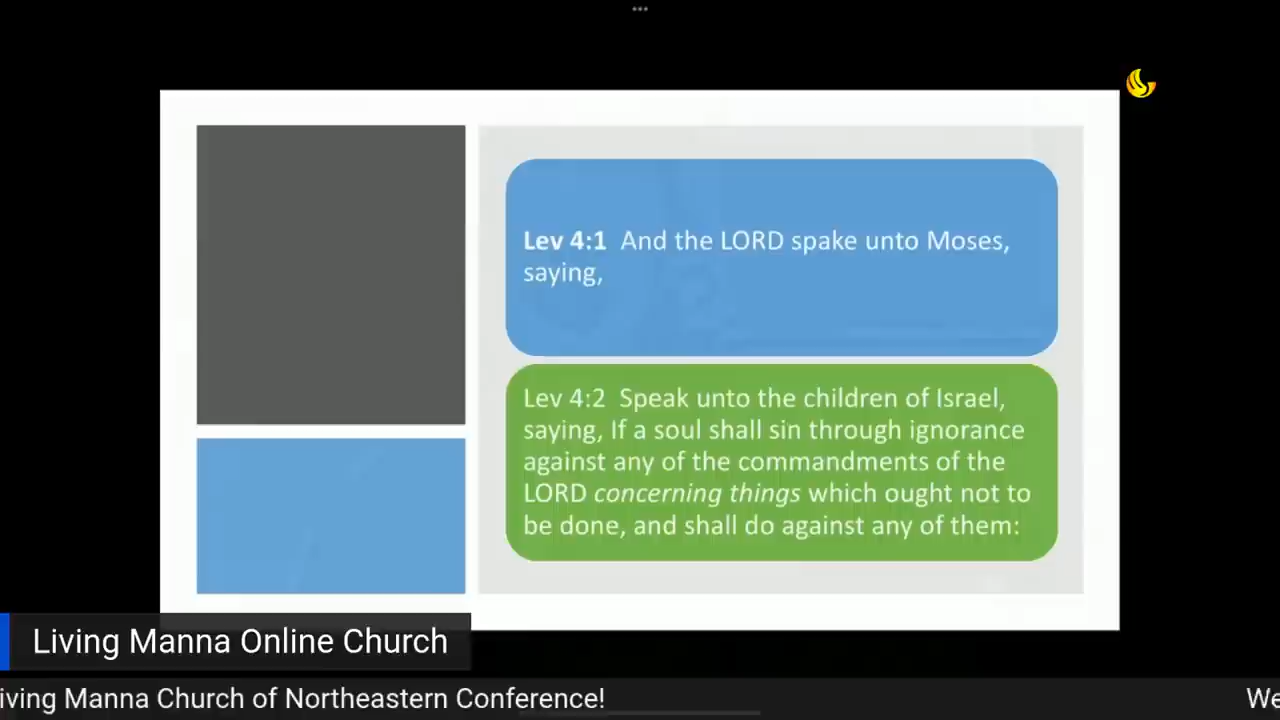 Lev 4:1  And the LORD spake unto Moses,
saying,
Lev 4:2  Speak unto the children of Israel,
saying, If a soul shall sin through ignorance
against any of the commandments of the
LORD concerning things which ought not to
be done, and shall do against any of them:
Living Manna Online Church
iving Manna Church of Northeastern Conference!
We